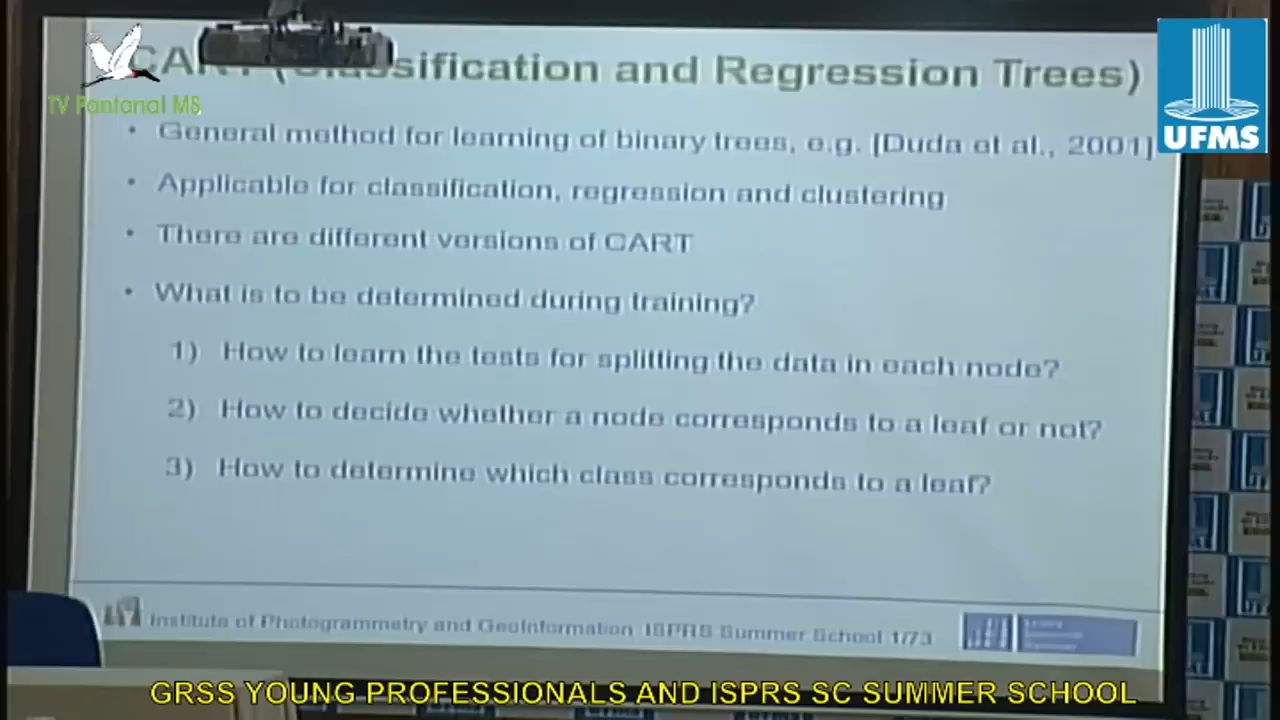 CART (Classification and Regression Trees)
TV Pantanal MS
UFMS
• General method for learning of binary trees, e.g. [Duda et al., 2001]
• Applicable for classification, regression and clustering
• There are different versions of CART
• What is to be determined during training?
1) How to learn the tests for splitting the data in each node?
2) How to decide whether a node corresponds to a leaf or not?
3) How to determine which class corresponds to a leaf?
Institute of Photogrammetry and GeoInformation ISPRS Summer School 1/73
GRSS YOUNG PROFESSIONALS AND ISPRS SC SUMMER SCHOOL